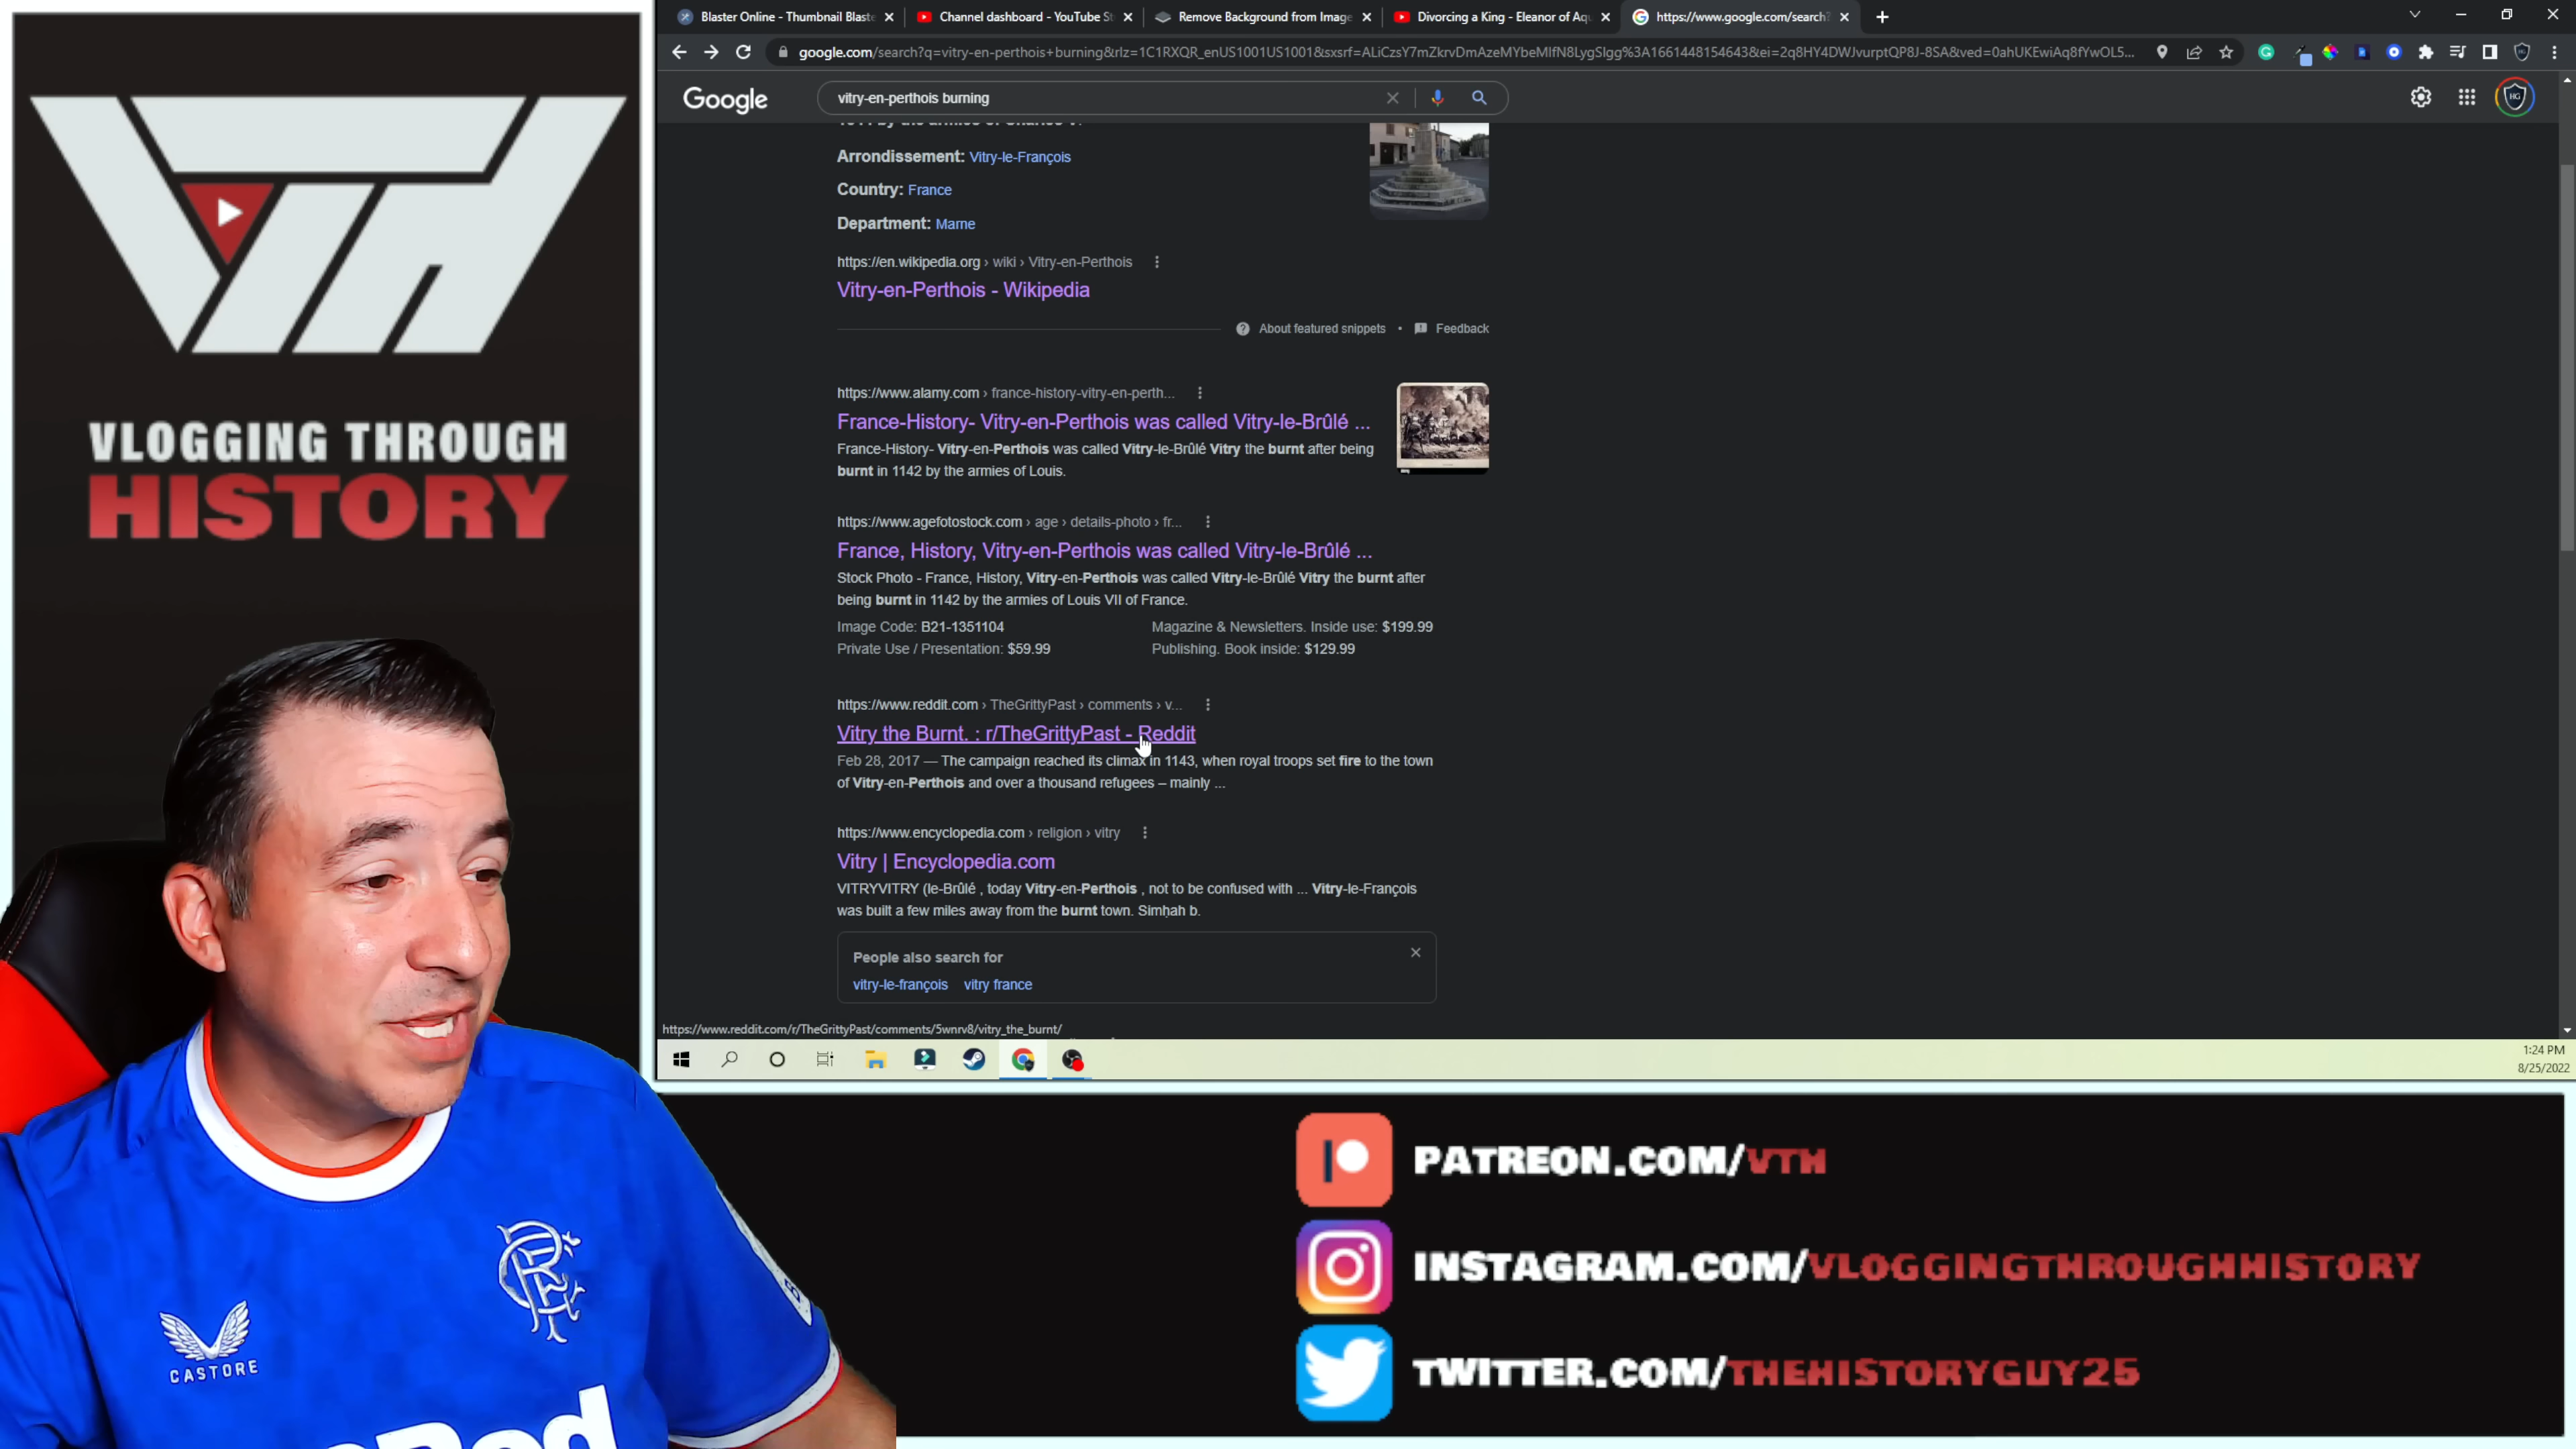 VTH
VLOGGING THROUGH
HISTORY
CASTORE
Blaster Online - Thumbnail Blaste
Channel dashboard - YouTube St
Remove Background from Image
Divorcing a King - Eleanor of Aqu
https://www.google.com/search?
google.com/search?q=vitry-en-perthois+burning&rlz=1C1RXQR_enUS1001US1001&sxsrf=ALiCzsY7mZkrvDmAzeMYbeMIfN8LygSIgg%3A1661448154643&ei=2q8HY4DWJvurptQP8J-8SA&ved=0ahUKEwiAq8fYwOL5...
Google
vitry-en-perthois burning
HG
Arrondissement: Vitry-le-François
Country: France
Department: Marne
https://en.wikipedia.org › wiki › Vitry-en-Perthois
Vitry-en-Perthois - Wikipedia
About featured snippets • Feedback
https://www.alamy.com › france-history-vitry-en-perth...
France-History- Vitry-en-Perthois was called Vitry-le-Brûlé ...
France-History- Vitry-en-Perthois was called Vitry-le-Brûlé Vitry the burnt after being
burnt in 1142 by the armies of Louis.
https://www.agefotostock.com › age › details-photo › fr...
France, History, Vitry-en-Perthois was called Vitry-le-Brûlé ...
Stock Photo - France, History, Vitry-en-Perthois was called Vitry-le-Brûlé Vitry the burnt after
being burnt in 1142 by the armies of Louis VII of France.
Image Code: B21-1351104 Magazine & Newsletters. Inside use: $199.99
Private Use / Presentation: $59.99 Publishing. Book inside: $129.99
https://www.reddit.com › TheGrittyPast › comments › v...
Vitry the Burnt. : r/TheGrittyPast - Reddit
Feb 28, 2017 — The campaign reached its climax in 1143, when royal troops set fire to the town
of Vitry-en-Perthois and over a thousand refugees – mainly ...
https://www.encyclopedia.com › religion › vitry
Vitry | Encyclopedia.com
VITRYVITRY (le-Brûlé , today Vitry-en-Perthois , not to be confused with ... Vitry-le-François
was built a few miles away from the burnt town. Simḥah b.
People also search for
vitry-le-françois vitry france
https://www.reddit.com/r/TheGrittyPast/comments/5wnrv8/vitry_the_burnt/
1:24 PM
8/25/2022
PATREON.COM/VTH
INSTAGRAM.COM/VLOGGINGTHROUGHHISTORY
TWITTER.COM/THEHISTORYGUY25